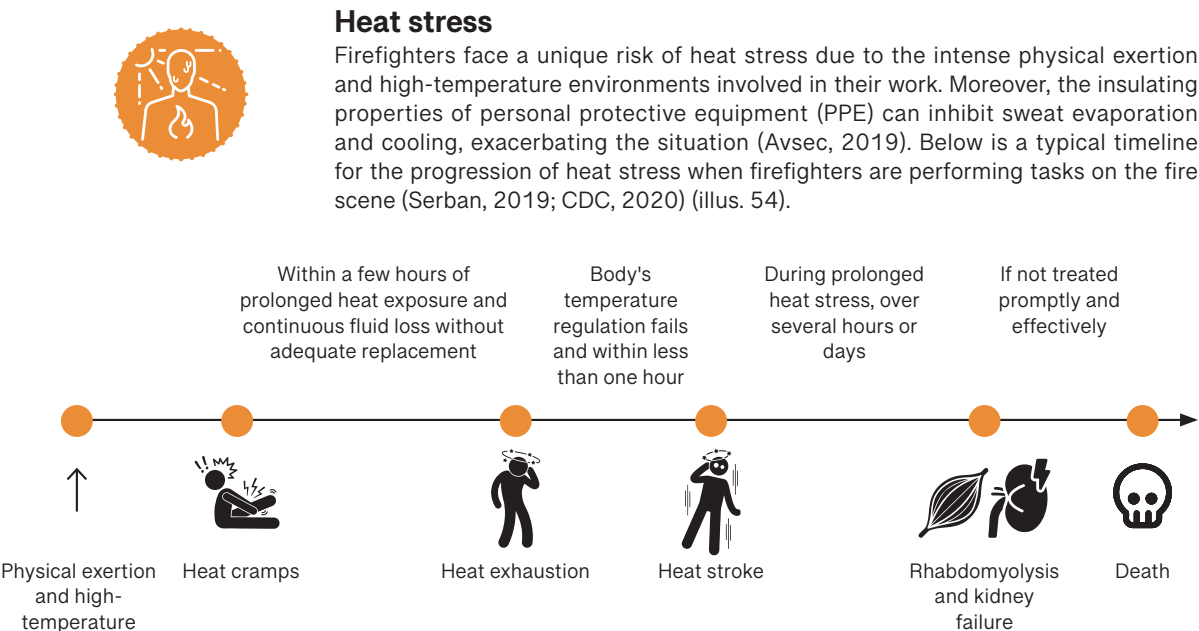 Heat stress
Firefighters face a unique risk of heat stress due to the intense physical exertion
and high-temperature environments involved in their work. Moreover, the insulating
properties of personal protective equipment (PPE) can inhibit sweat evaporation
and cooling, exacerbating the situation (Avsec, 2019). Below is a typical timeline
for the progression of heat stress when firefighters are performing tasks on the fire
scene (Serban, 2019; CDC, 2020) (illus. 54).
Within a few hours of
prolonged heat exposure and
continuous fluid loss without
adequate replacement
Body's
temperature
regulation fails
and within less
than one hour
During prolonged
heat stress, over
several hours or
days
If not treated
promptly and
effectively
Physical exertion
and high-
temperature
Heat cramps
Heat exhaustion
Heat stroke
Rhabdomyolysis
and kidney
failure
Death